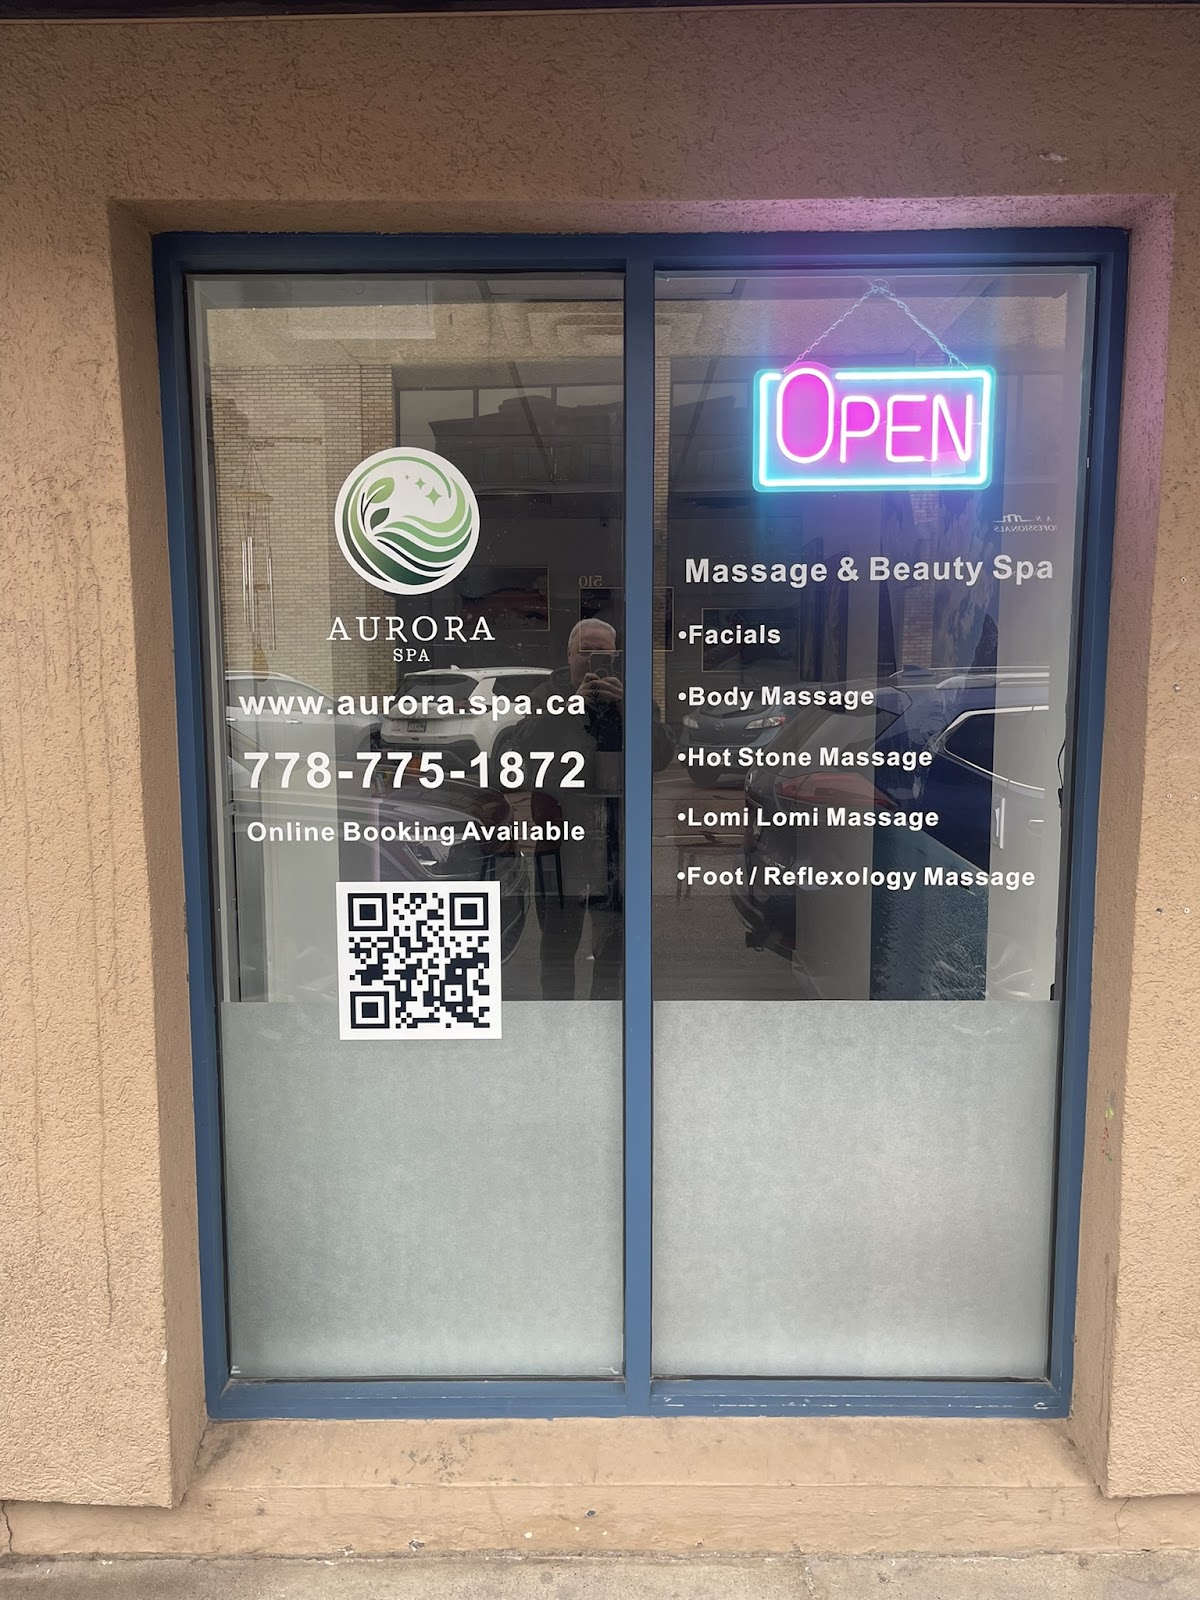 AURORA
SPA
www.aurora.spa.ca
778-775-1872
Online Booking Available
OPEN
Massage & Beauty Spa
•Facials
•Body Massage
•Hot Stone Massage
•Lomi Lomi Massage
•Foot / Reflexology Massage
510